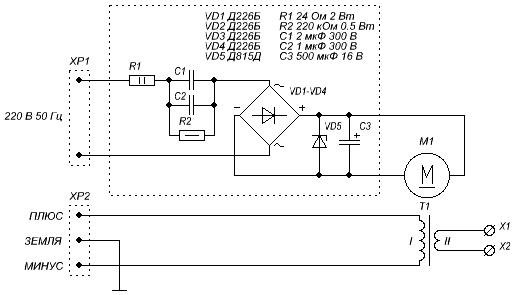 VD1 Д226Б R1 24 Ом 2 Вт
VD2 Д226Б R2 220 кОм 0.5 Вт
VD3 Д226Б C1 2 мкФ 300 В
VD4 Д226Б C2 1 мкФ 300 В
VD5 Д815Д C3 500 мкФ 16 В
XP1
R1
C1
C2
R2
VD1-VD4
220 В 50 Гц
VD5
C3
M1
M
XP2
T1
ПЛЮС
ЗЕМЛЯ
МИНУС
I
II
X1
X2